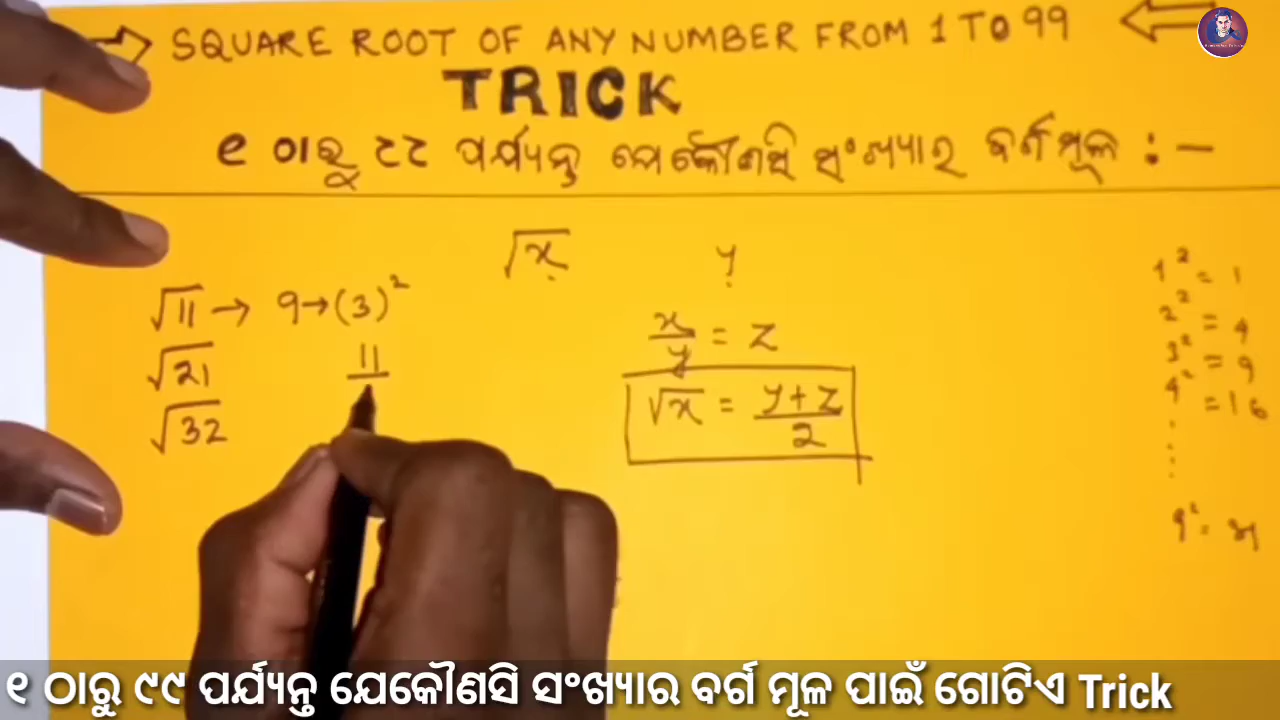 SQUARE ROOT OF ANY NUMBER FROM 1 TO 99
TRICK
୧ ଠାରୁ ୯୯ ପର୍ଯ୍ୟନ୍ତ ଯେକୌଣସି ସଂଖ୍ୟାର ବର୍ଗମୂଳ :-
√x y
√11 → 9→(3)²
√21 11
√32
x/y = z
√x = y+z/2
1² = 1
2² = 4
3² = 9
4² = 16
୧ ଠାରୁ ୯୯ ପର୍ଯ୍ୟନ୍ତ ଯେକୌଣସି ସଂଖ୍ୟାର ବର୍ଗ ମୂଳ ପାଇଁ ଗୋଟିଏ Trick